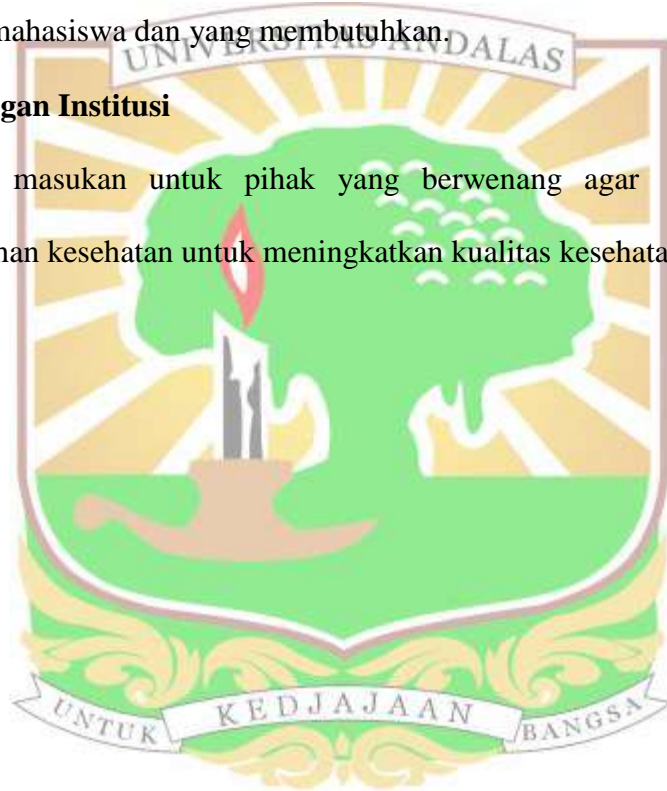 mahasiswa dan yang membutuhkan.
UNIVERSITAS ANDALAS
gan Institusi
masukan untuk pihak yang berwenang agar
nan kesehatan untuk meningkatkan kualitas kesehata
UNTUK KEDJAJAAN BANGSA